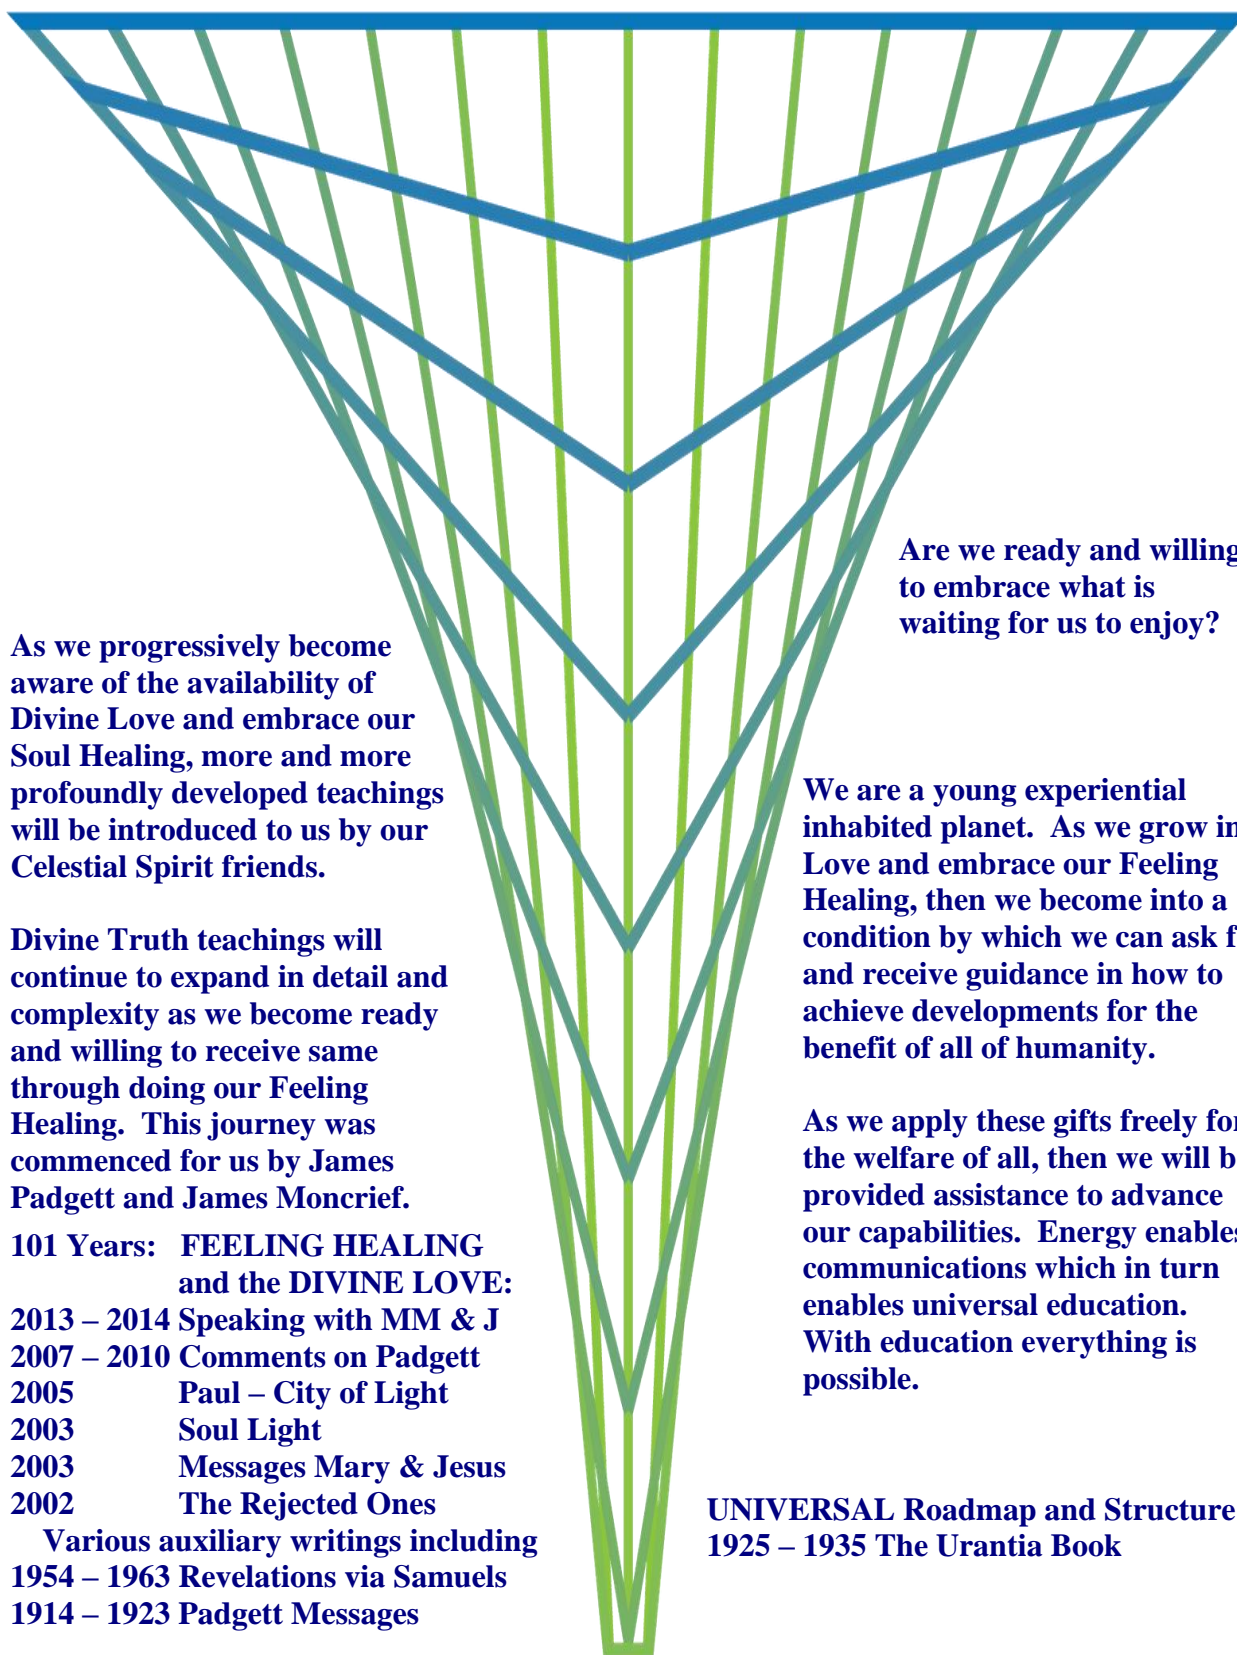 As we progressively become
aware of the availability of
Divine Love and embrace our
Soul Healing, more and more
profoundly developed teachings
will be introduced to us by our
Celestial Spirit friends.
Divine Truth teachings will
continue to expand in detail and
complexity as we become ready
and willing to receive same
through doing our Feeling
Healing. This journey was
commenced for us by James
Padgett and James Moncrief.
101 Years: FEELING HEALING
and the DIVINE LOVE:
2013 – 2014 Speaking with MM & J
2007 – 2010 Comments on Padgett
2005 Paul – City of Light
2003 Soul Light
2003 Messages Mary & Jesus
2002 The Rejected Ones
Various auxiliary writings including
1954 – 1963 Revelations via Samuels
1914 – 1923 Padgett Messages
Are we ready and willing
to embrace what is
waiting for us to enjoy?
We are a young experiential
inhabited planet. As we grow in
Love and embrace our Feeling
Healing, then we become into a
condition by which we can ask f
and receive guidance in how to
achieve developments for the
benefit of all of humanity.
As we apply these gifts freely for
the welfare of all, then we will b
provided assistance to advance
our capabilities. Energy enables
communications which in turn
enables universal education.
With education everything is
possible.
UNIVERSAL Roadmap and Structure
1925 – 1935 The Urantia Book